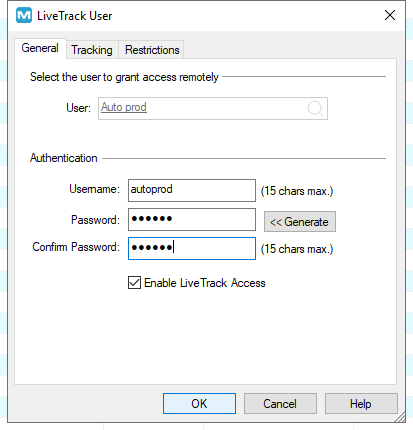 LiveTrack User
General Tracking Restrictions
Select the user to grant access remotely
User: Auto prod
Authentication
Username: autoprod (15 chars max.)
Password: ●●●●●● << Generate
Confirm Password: ●●●●●● (15 chars max.)
Enable LiveTrack Access
OK Cancel Help